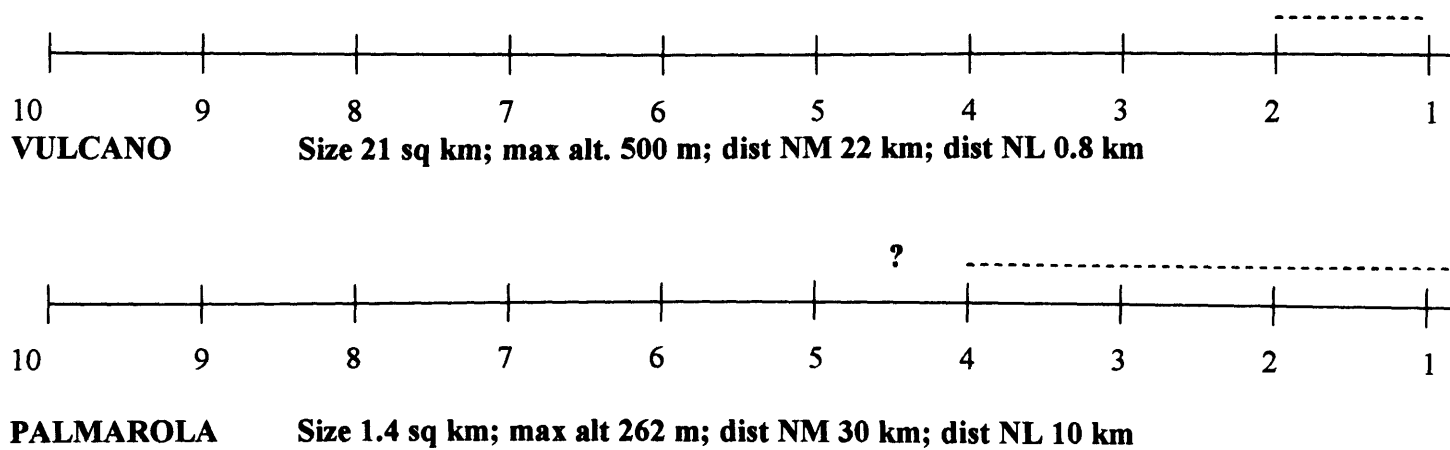 10 9 8 7 6 5 4 3 2 1
VULCANO Size 21 sq km; max alt. 500 m; dist NM 22 km; dist NL 0.8 km
?
10 9 8 7 6 5 4 3 2 1
PALMAROLA Size 1.4 sq km; max alt 262 m; dist NM 30 km; dist NL 10 km